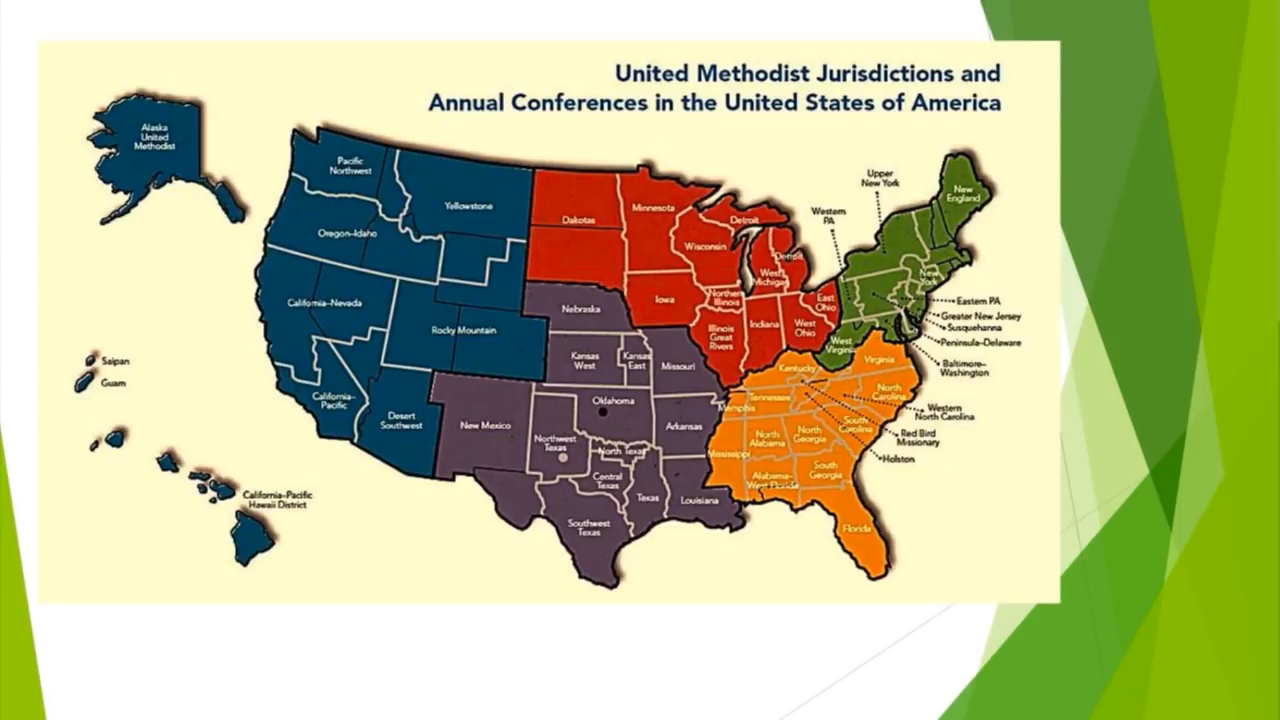 United Methodist Jurisdictions and
Annual Conferences in the United States of America
Alaska
United
Methodist
Pacific
Northwest
Yellowstone
Oregon–Idaho
California–Nevada
Rocky Mountain
California–
Pacific
Desert
Southwest
Saipan
Guam
California–Pacific
Hawaii District
Dakotas
Minnesota
Wisconsin
Detroit
Detroit
West
Michigan
Iowa
Northern
Illinois
Illinois
Great
Rivers
Indiana
East
Ohio
West
Ohio
Nebraska
Kansas
West
Kansas
East
Missouri
Oklahoma
Arkansas
New Mexico
Northwest
Texas
North Texas
Central
Texas
Texas
Louisiana
Southwest
Texas
Upper
New York
Western
PA
New
England
New
York
Eastern PA
Greater New Jersey
Susquehanna
Peninsula–Delaware
Baltimore–
Washington
West
Virginia
Virginia
Kentucky
North
Carolina
Western
North Carolina
Tennessee
Memphis
Red Bird
Missionary
Holston
South
Carolina
North
Alabama
North
Georgia
Mississippi
South
Georgia
Alabama–
West Florida
Florida